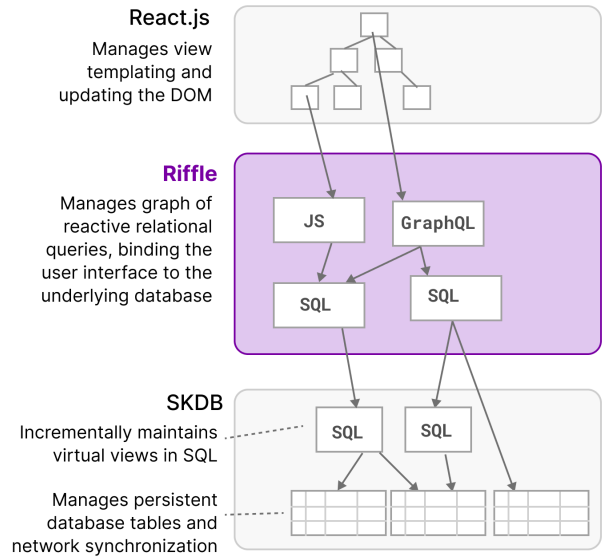 React.js
Manages view
templating and
updating the DOM
Riffle
Manages graph of
reactive relational
queries, binding the
user interface to the
underlying database
JS
GraphQL
SQL
SQL
SKDB
Incrementally maintains
virtual views in SQL
SQL
SQL
Manages persistent
database tables and
network synchronization